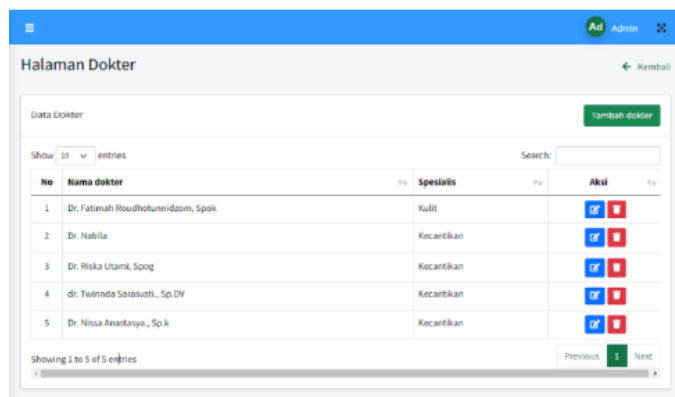 Ad Admin
Halaman Dokter
Kembali
Data Dokter
Tambah dokter
Show 10 entries
Search:
No Nama dokter Spesialis Aksi
1 Dr. Fatimah Roudhotunnidzom, Spok Kulit
2 Dr. Nabila Kecantikan
3 Dr. Riska Utami, Spog Kecantikan
4 dr. Twinnda Sarasvati., Sp.DV Kecantikan
5 Dr. Nissa Anastasya., Sp.k Kecantikan
Showing 1 to 5 of 5 entries
Previous 1 Next